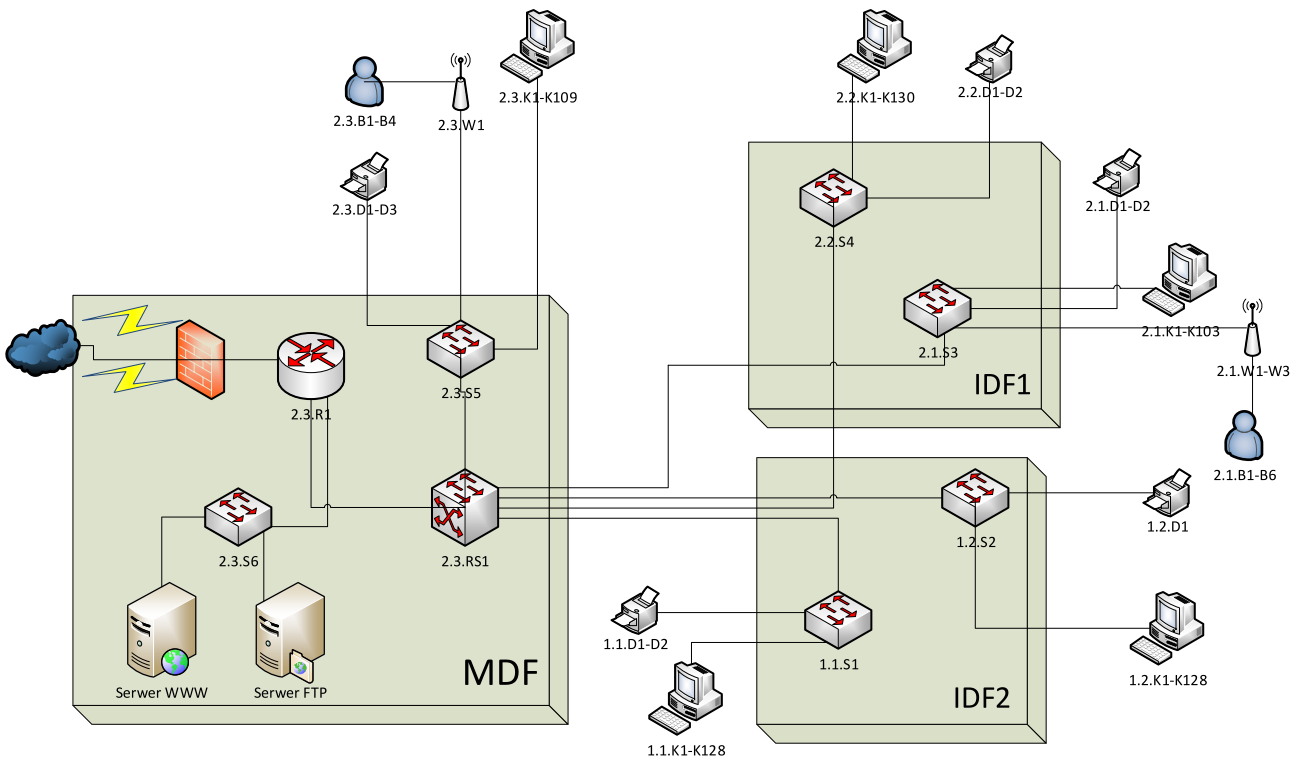 2.3.K1-K109
2.2.K1-K130
2.2.D1-D2
2.3.B1-B4
2.3.W1
2.3.D1-D3
2.1.D1-D2
2.2.S4
2.1.K1-K103
2.1.S3
2.1.W1-W3
IDF1
2.3.S5
2.3.R1
2.1.B1-B6
1.2.D1
1.2.S2
2.3.S6
2.3.RS1
1.1.D1-D2
1.1.S1
MDF
1.2.K1-K128
Serwer WWW
Serwer FTP
IDF2
1.1.K1-K128